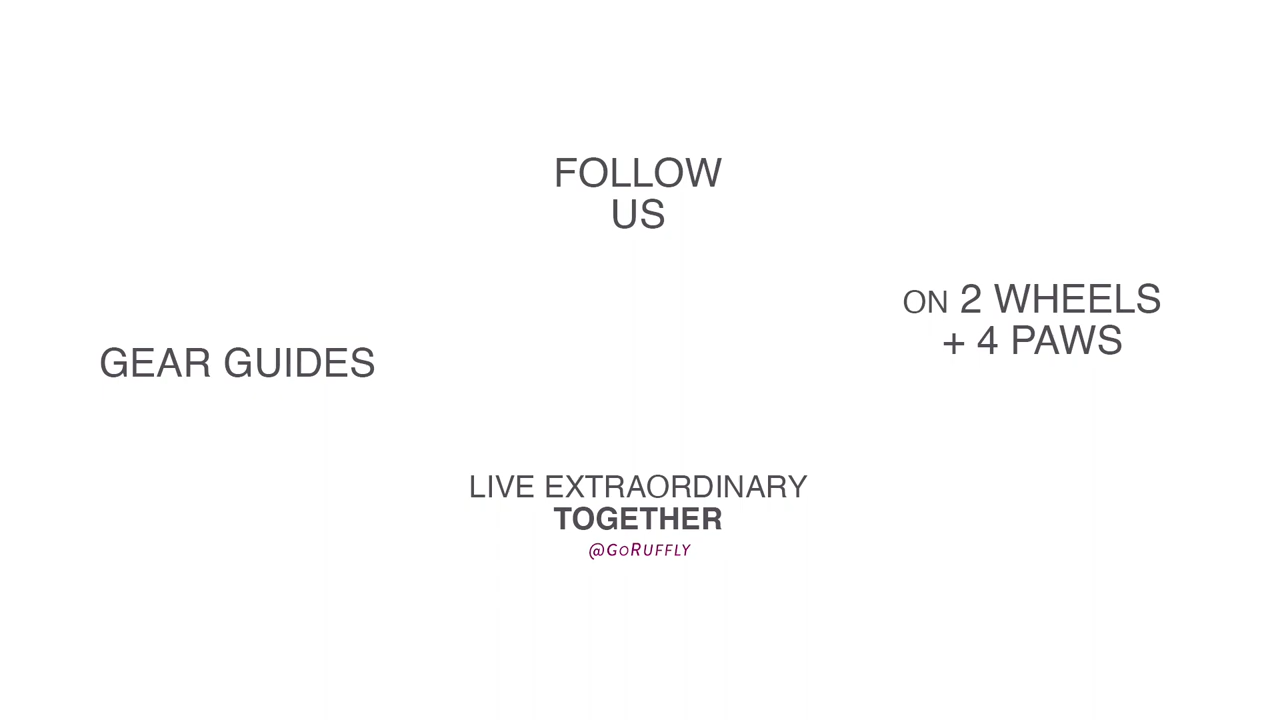 FOLLOW
US
ON 2 WHEELS
+ 4 PAWS
GEAR GUIDES
LIVE EXTRAORDINARY
TOGETHER
@GoRuffly